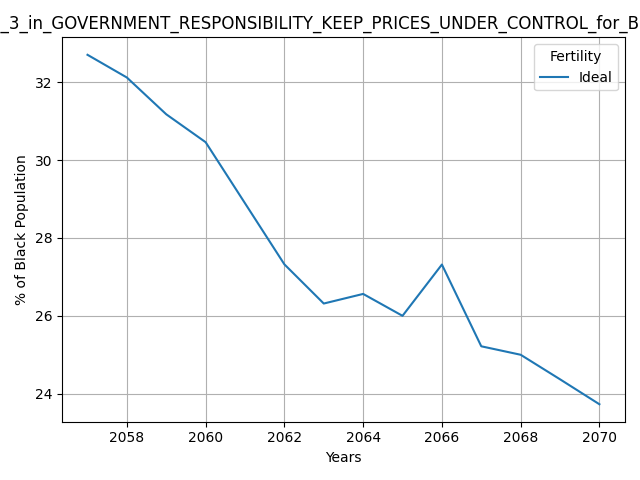 _3_in_GOVERNMENT_RESPONSIBILITY_KEEP_PRICES_UNDER_CONTROL_for_B
Fertility
Ideal
% of Black Population
32
30
28
26
24
2058 2060 2062 2064 2066 2068 2070
Years